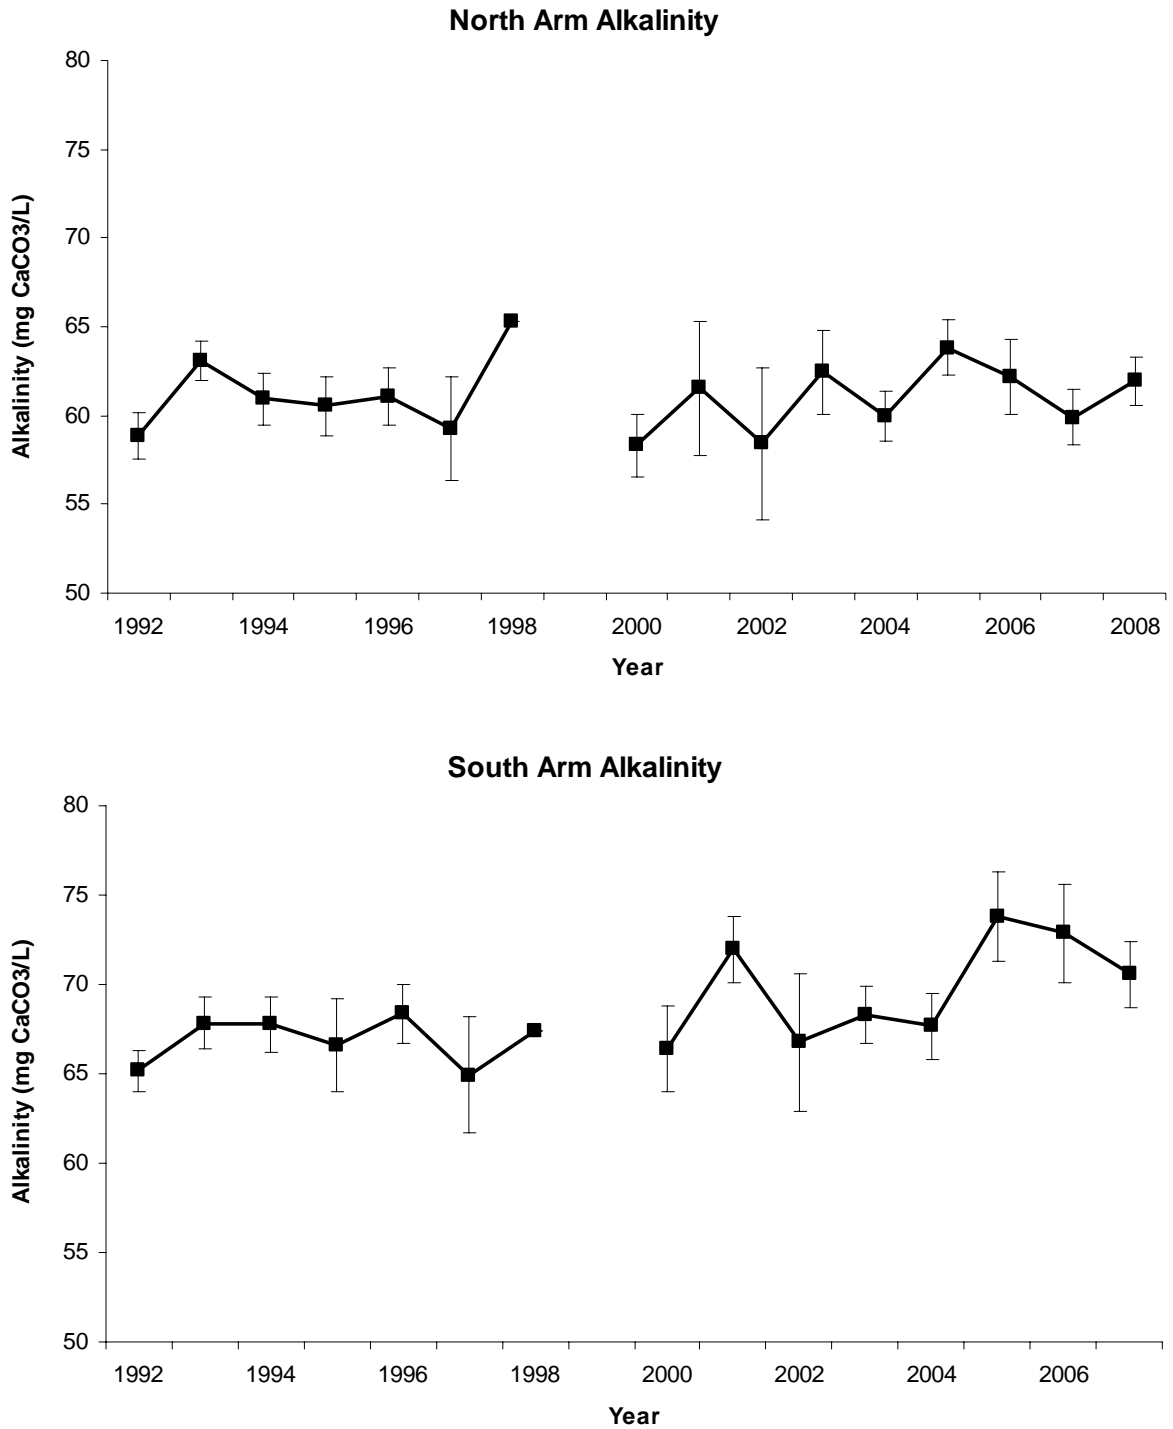 North Arm Alkalinity
80
75
70
65
60
55
50
Alkalinity (mg CaCO3/L)
1992 1994 1996 1998 2000 2002 2004 2006 2008
Year
South Arm Alkalinity
80
75
70
65
60
55
50
Alkalinity (mg CaCO3/L)
1992 1994 1996 1998 2000 2002 2004 2006
Year